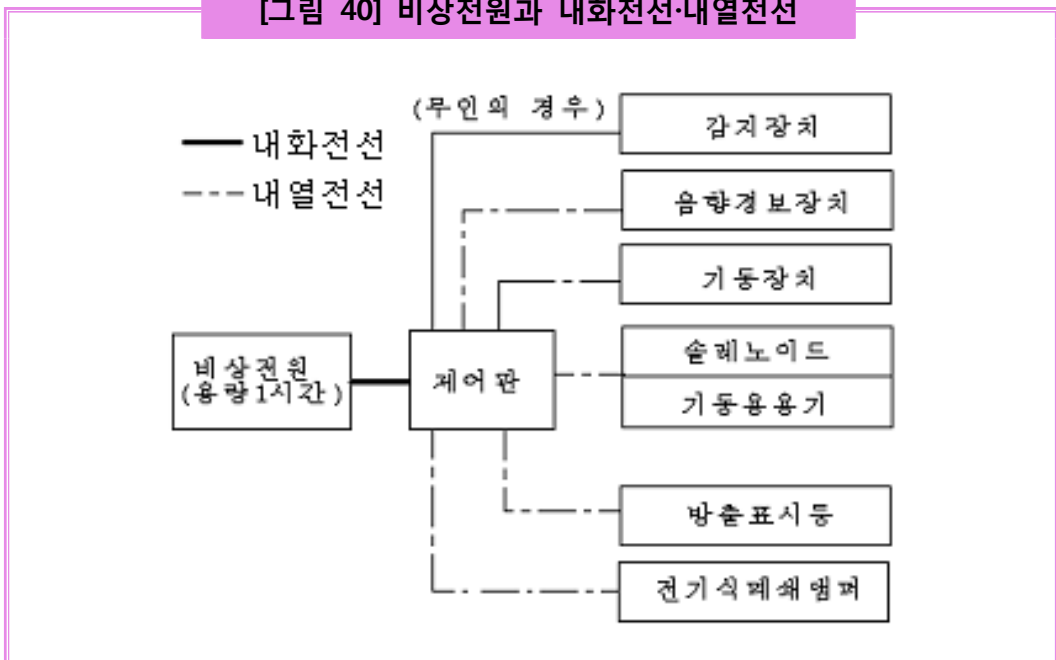 [그림 40] 비상전원과 내화전선·내열전선
(무인의 경우)
감지장치
내화전선
내열전선
음향경보장치
기동장치
비상전원
(용량1시간)
제어판
솔레노이드
기동용용기
방출표시등
전기식폐쇄댐퍼